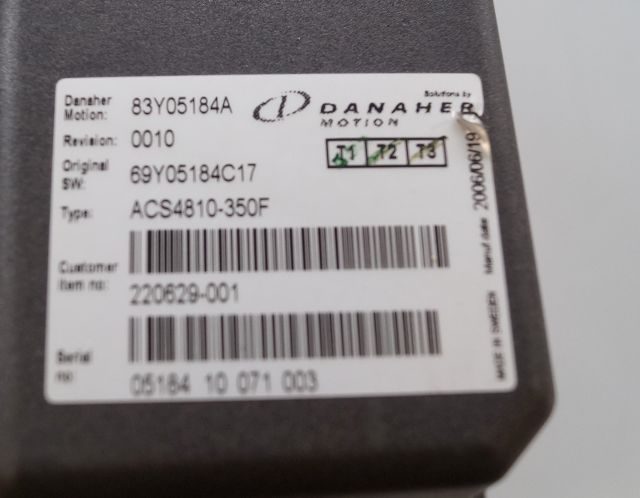 Danaher Motion: 83Y05184A
Solutions by
DANAHER
MOTION
Revision: 0010
T1 T2 T3
Original SW: 69Y05184C17
Type: ACS4810-350F
Customer Item no: 220629-001
Serial no: 05184 10 071 003
Manuf date 2006/06/19
MADE IN SWEDEN